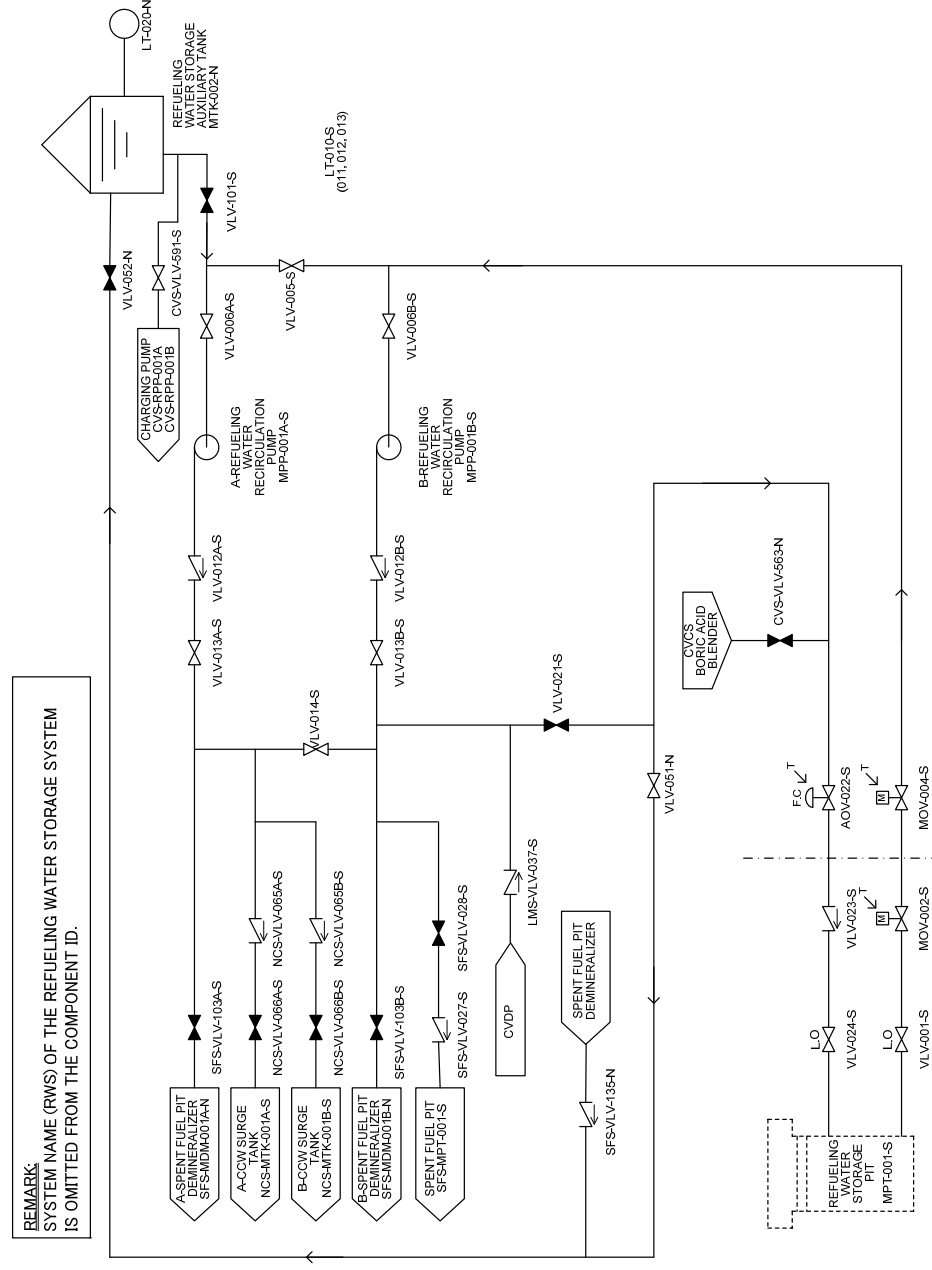 REMARK:
SYSTEM NAME (RWS) OF THE REFUELING WATER STORAGE SYSTEM
IS OMITTED FROM THE COMPONENT ID.
A-SPENT FUEL PIT
DEMINERALIZER
SFS-MDM-001A-N
SFS-VLV-103A-S
VLV-013A-S
VLV-012A-S
A-REFUELING
WATER
RECIRCULATION
PUMP
MPP-001A-S
VLV-006A-S
CHARGING PUMP
CVS-RPP-001A
CVS-RPP-001B
CVS-VLV-591-S
VLV-052-N
VLV-101-S
REFUELING
WATER STORAGE
AUXILIARY TANK
MTK-002-N
LT-020-N
A-CCW SURGE
TANK
NCS-MTK-001A-S
NCS-VLV-066A-S
NCS-VLV-065A-S
VLV-014-S
VLV-005-S
LT-010-S
(011, 012, 013)
B-CCW SURGE
TANK
NCS-MTK-001B-S
NCS-VLV-066B-S
NCS-VLV-065B-S
B-SPENT FUEL PIT
DEMINERALIZER
SFS-MDM-001B-N
SFS-VLV-103B-S
VLV-013B-S
VLV-012B-S
B-REFUELING
WATER
RECIRCULATION
PUMP
MPP-001B-S
VLV-006B-S
SPENT FUEL PIT
SFS-MPT-001-S
SFS-VLV-027-S
SFS-VLV-028-S
CVDP
LMS-VLV-037-S
VLV-021-S
SPENT FUEL PIT
DEMINERALIZER
SFS-VLV-135-N
VLV-051-N
CVCS
BORIC ACID
BLENDER
CVS-VLV-563-N
REFUELING
WATER
STORAGE
PIT
MPT-001-S
L.O
VLV-024-S
VLV-023-S
F.C
T
AOV-022-S
L.O
VLV-001-S
M
T
MOV-002-S
M
T
MOV-004-S